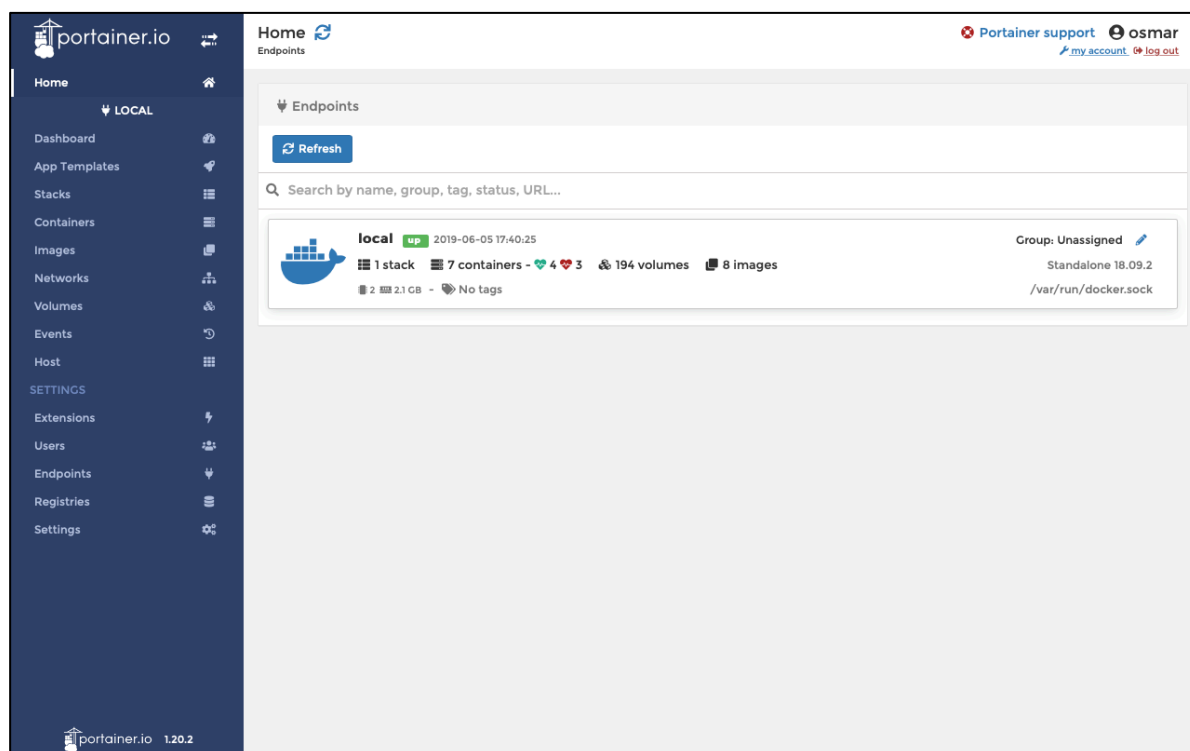 portainer.io
Home
LOCAL
Dashboard
App Templates
Stacks
Containers
Images
Networks
Volumes
Events
Host
SETTINGS
Extensions
Users
Endpoints
Registries
Settings
portainer.io 1.20.2
Home
Endpoints
Portainer support osmar
my account log out
Endpoints
Refresh
Search by name, group, tag, status, URL...
local up 2019-06-05 17:40:25
Group: Unassigned
1 stack 7 containers - 4 3 194 volumes 8 images
Standalone 18.09.2
2 2.1 GB - No tags
/var/run/docker.sock